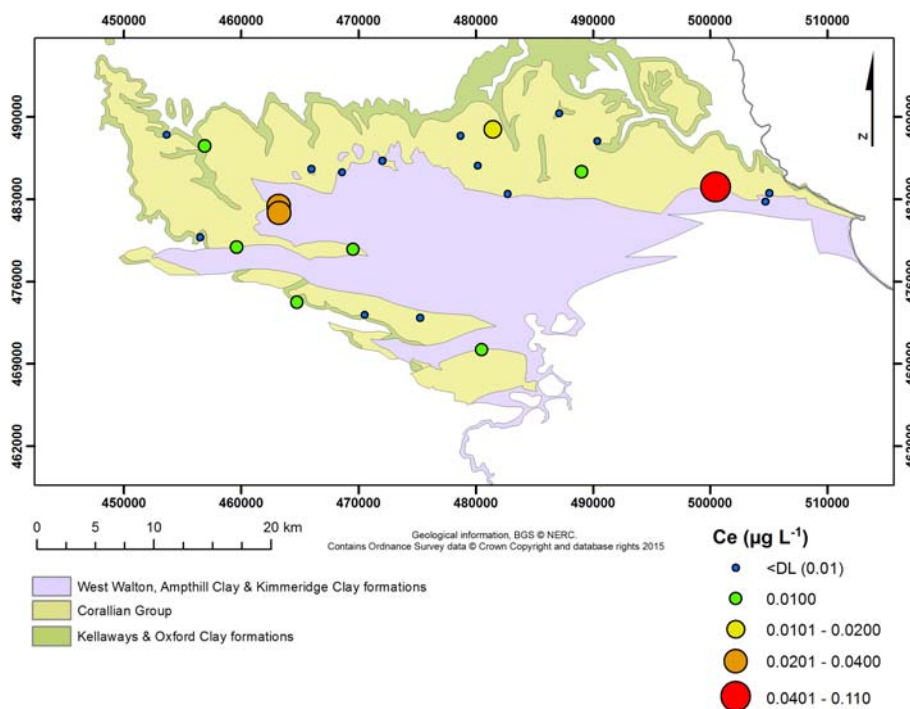 450000 460000 470000 480000 490000 500000 510000
490000 490000
483000 483000
476000 476000
469000 469000
462000 462000
N
450000 460000 470000 480000 490000 500000 510000
0 5 10 20 km
Geological information, BGS © NERC.
Contains Ordnance Survey data © Crown Copyright and database rights 2015
West Walton, Ampthill Clay & Kimmeridge Clay formations
Corallian Group
Kellaways & Oxford Clay formations
Ce (µg L⁻¹)
<DL (0.01)
0.0100
0.0101 - 0.0200
0.0201 - 0.0400
0.0401 - 0.110